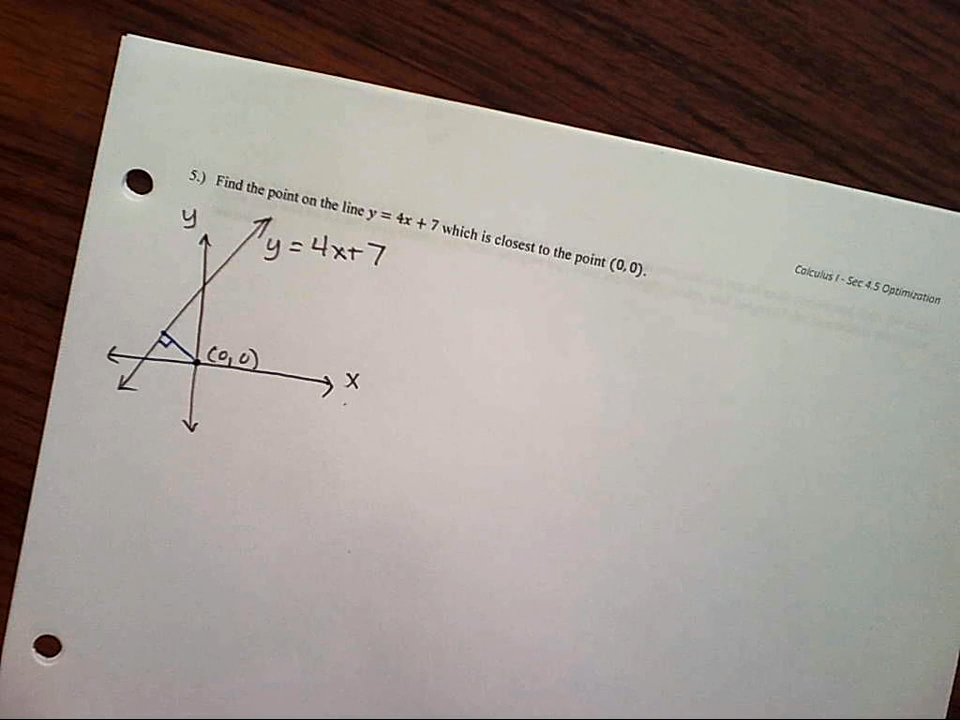 5.) Find the point on the line y = 4x + 7 which is closest to the point (0, 0).
Calculus I - Sec 4.5 Optimization
y
y = 4x+7
(0,0)
x